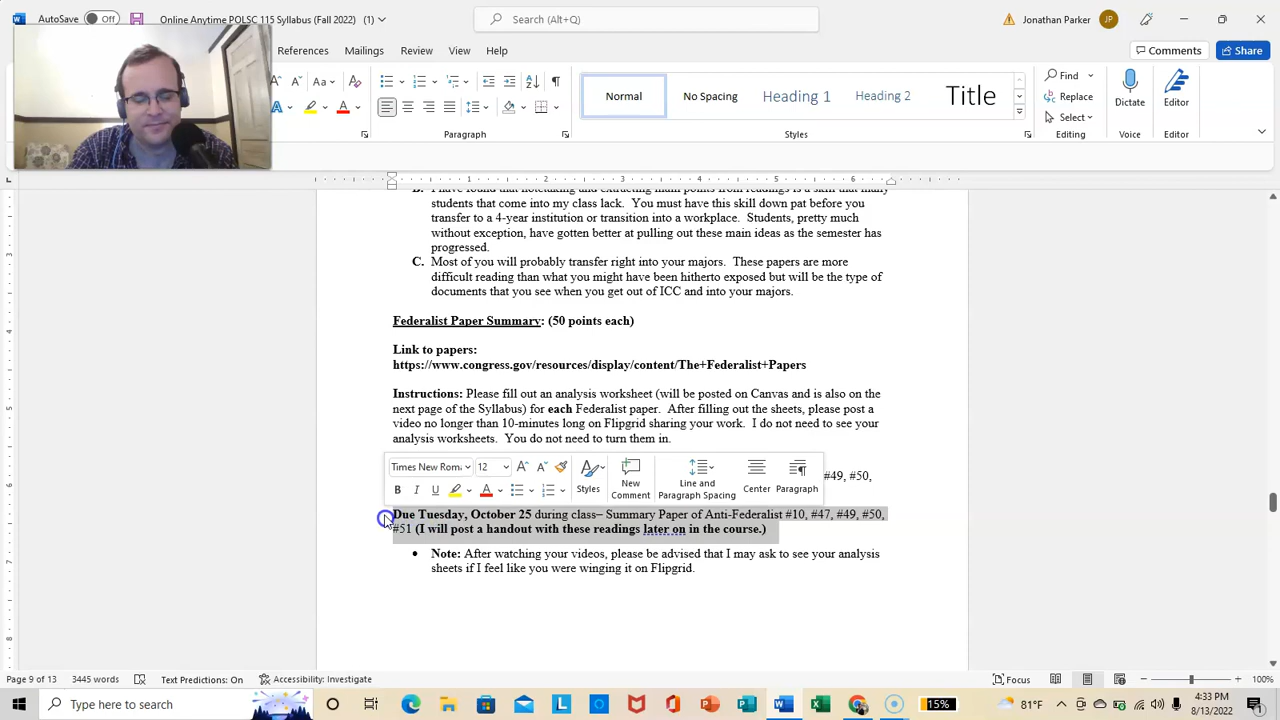 AutoSave Off Online Anytime POLSC 115 Syllabus (Fall 2022) (1) Search (Alt+Q) Jonathan Parker JP
References Mailings Review View Help Comments Share
Aa Normal No Spacing Heading 1 Heading 2 Title Find Replace Select Dictate Editor
Paragraph Styles Editing Voice Editor
1 2 3 4 5 6
students that come into my class lack. You must have this skill down pat before you
transfer to a 4-year institution or transition into a workplace. Students, pretty much
without exception, have gotten better at pulling out these main ideas as the semester has
progressed.
C. Most of you will probably transfer right into your majors. These papers are more
difficult reading than what you might have been hitherto exposed but will be the type of
documents that you see when you get out of ICC and into your majors.
Federalist Paper Summary: (50 points each)
Link to papers:
https://www.congress.gov/resources/display/content/The+Federalist+Papers
Instructions: Please fill out an analysis worksheet (will be posted on Canvas and is also on the
next page of the Syllabus) for each Federalist paper. After filling out the sheets, please post a
video no longer than 10-minutes long on Flipgrid sharing your work. I do not need to see your
analysis worksheets. You do not need to turn them in.
Times New Rom 12 Styles New Comment Line and Paragraph Spacing Center Paragraph
B I U
#49, #50,
Due Tuesday, October 25 during class– Summary Paper of Anti-Federalist #10, #47, #49, #50,
#51 (I will post a handout with these readings later on in the course.)
• Note: After watching your videos, please be advised that I may ask to see your analysis
sheets if I feel like you were winging it on Flipgrid.
Page 9 of 13 3445 words Text Predictions: On Accessibility: Investigate Focus 100%
Type here to search 15% 81°F 4:33 PM
8/13/2022